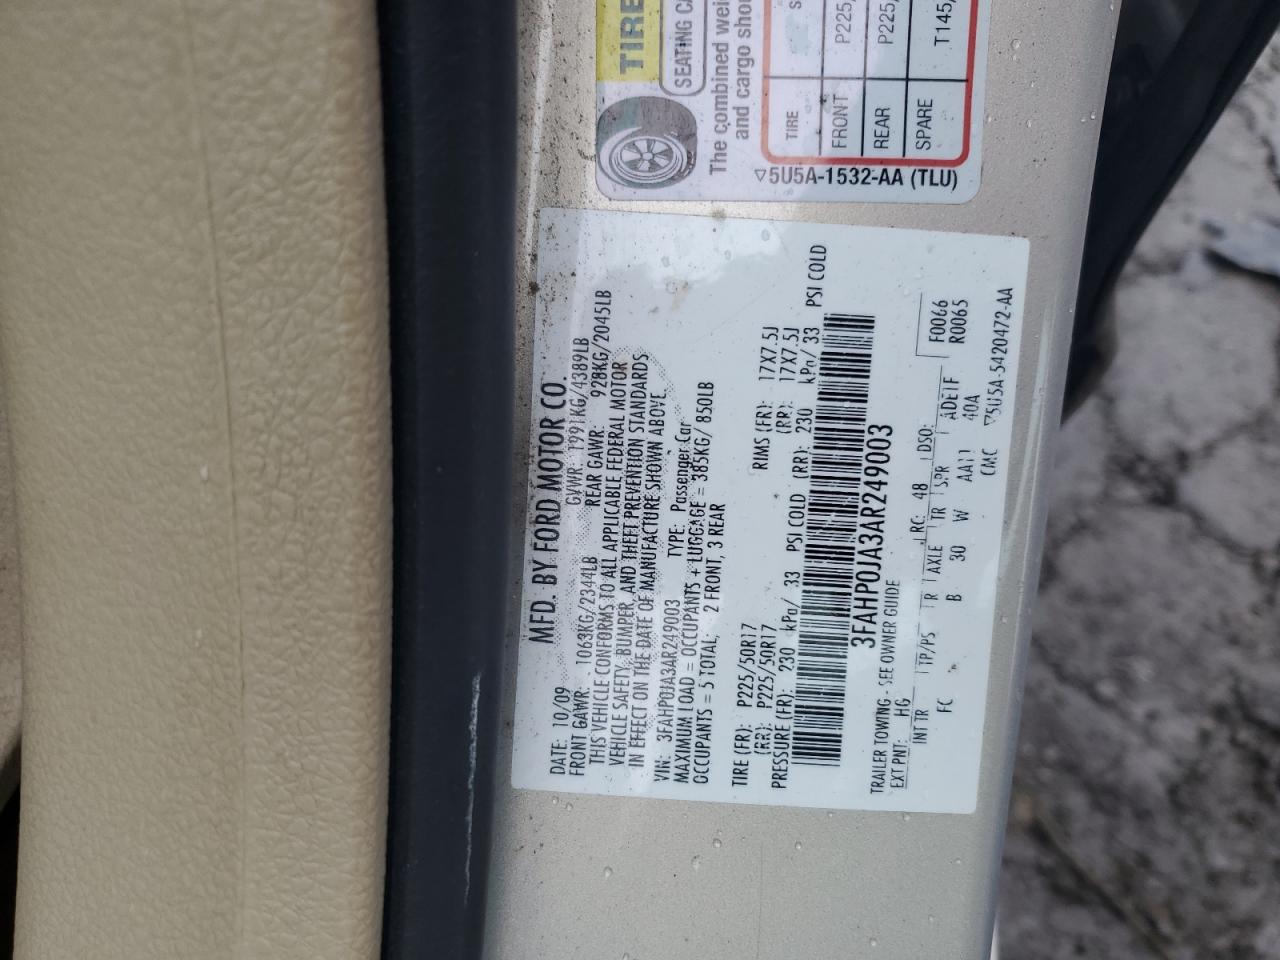 TIRE
SEATING CA
The combined wei
and cargo shou
TIRE S
FRONT P225/
REAR P225/
SPARE T145/
▽5U5A-1532-AA (TLU)
MFD. BY FORD MOTOR CO.
DATE: 10/09 GVWR: 1991KG/4389LB
FRONT GAWR: 1063KG/2344LB REAR GAWR: 928KG/2045LB
THIS VEHICLE CONFORMS TO ALL APPLICABLE FEDERAL MOTOR
VEHICLE SAFETY, BUMPER, AND THEFT PREVENTION STANDARDS
IN EFFECT ON THE DATE OF MANUFACTURE SHOWN ABOVE.
VIN: 3FAHP0JA3AR249003 TYPE: Passenger Car
MAXIMUM LOAD = OCCUPANTS + LUGGAGE = 385KG/ 850LB
OCCUPANTS = 5 TOTAL; 2 FRONT, 3 REAR
TIRE (FR): P225/50R17 RIMS (FR): 17X7.5J
(RR): P225/50R17 (RR): 17X7.5J
PRESSURE (FR): 230 kPa/ 33 PSI COLD (RR): 230 kPa/ 33 PSI COLD
3FAHP0JA3AR249003
TRAILER TOWING - SEE OWNER GUIDE
EXT PNT: HG RC: 48 DSO: F0066
R0065
INT TR TP/PS R AXLE TR SPR ADE1F
FC B 30 W AA11 40A
CMC ▽5U5A-5420472-AA